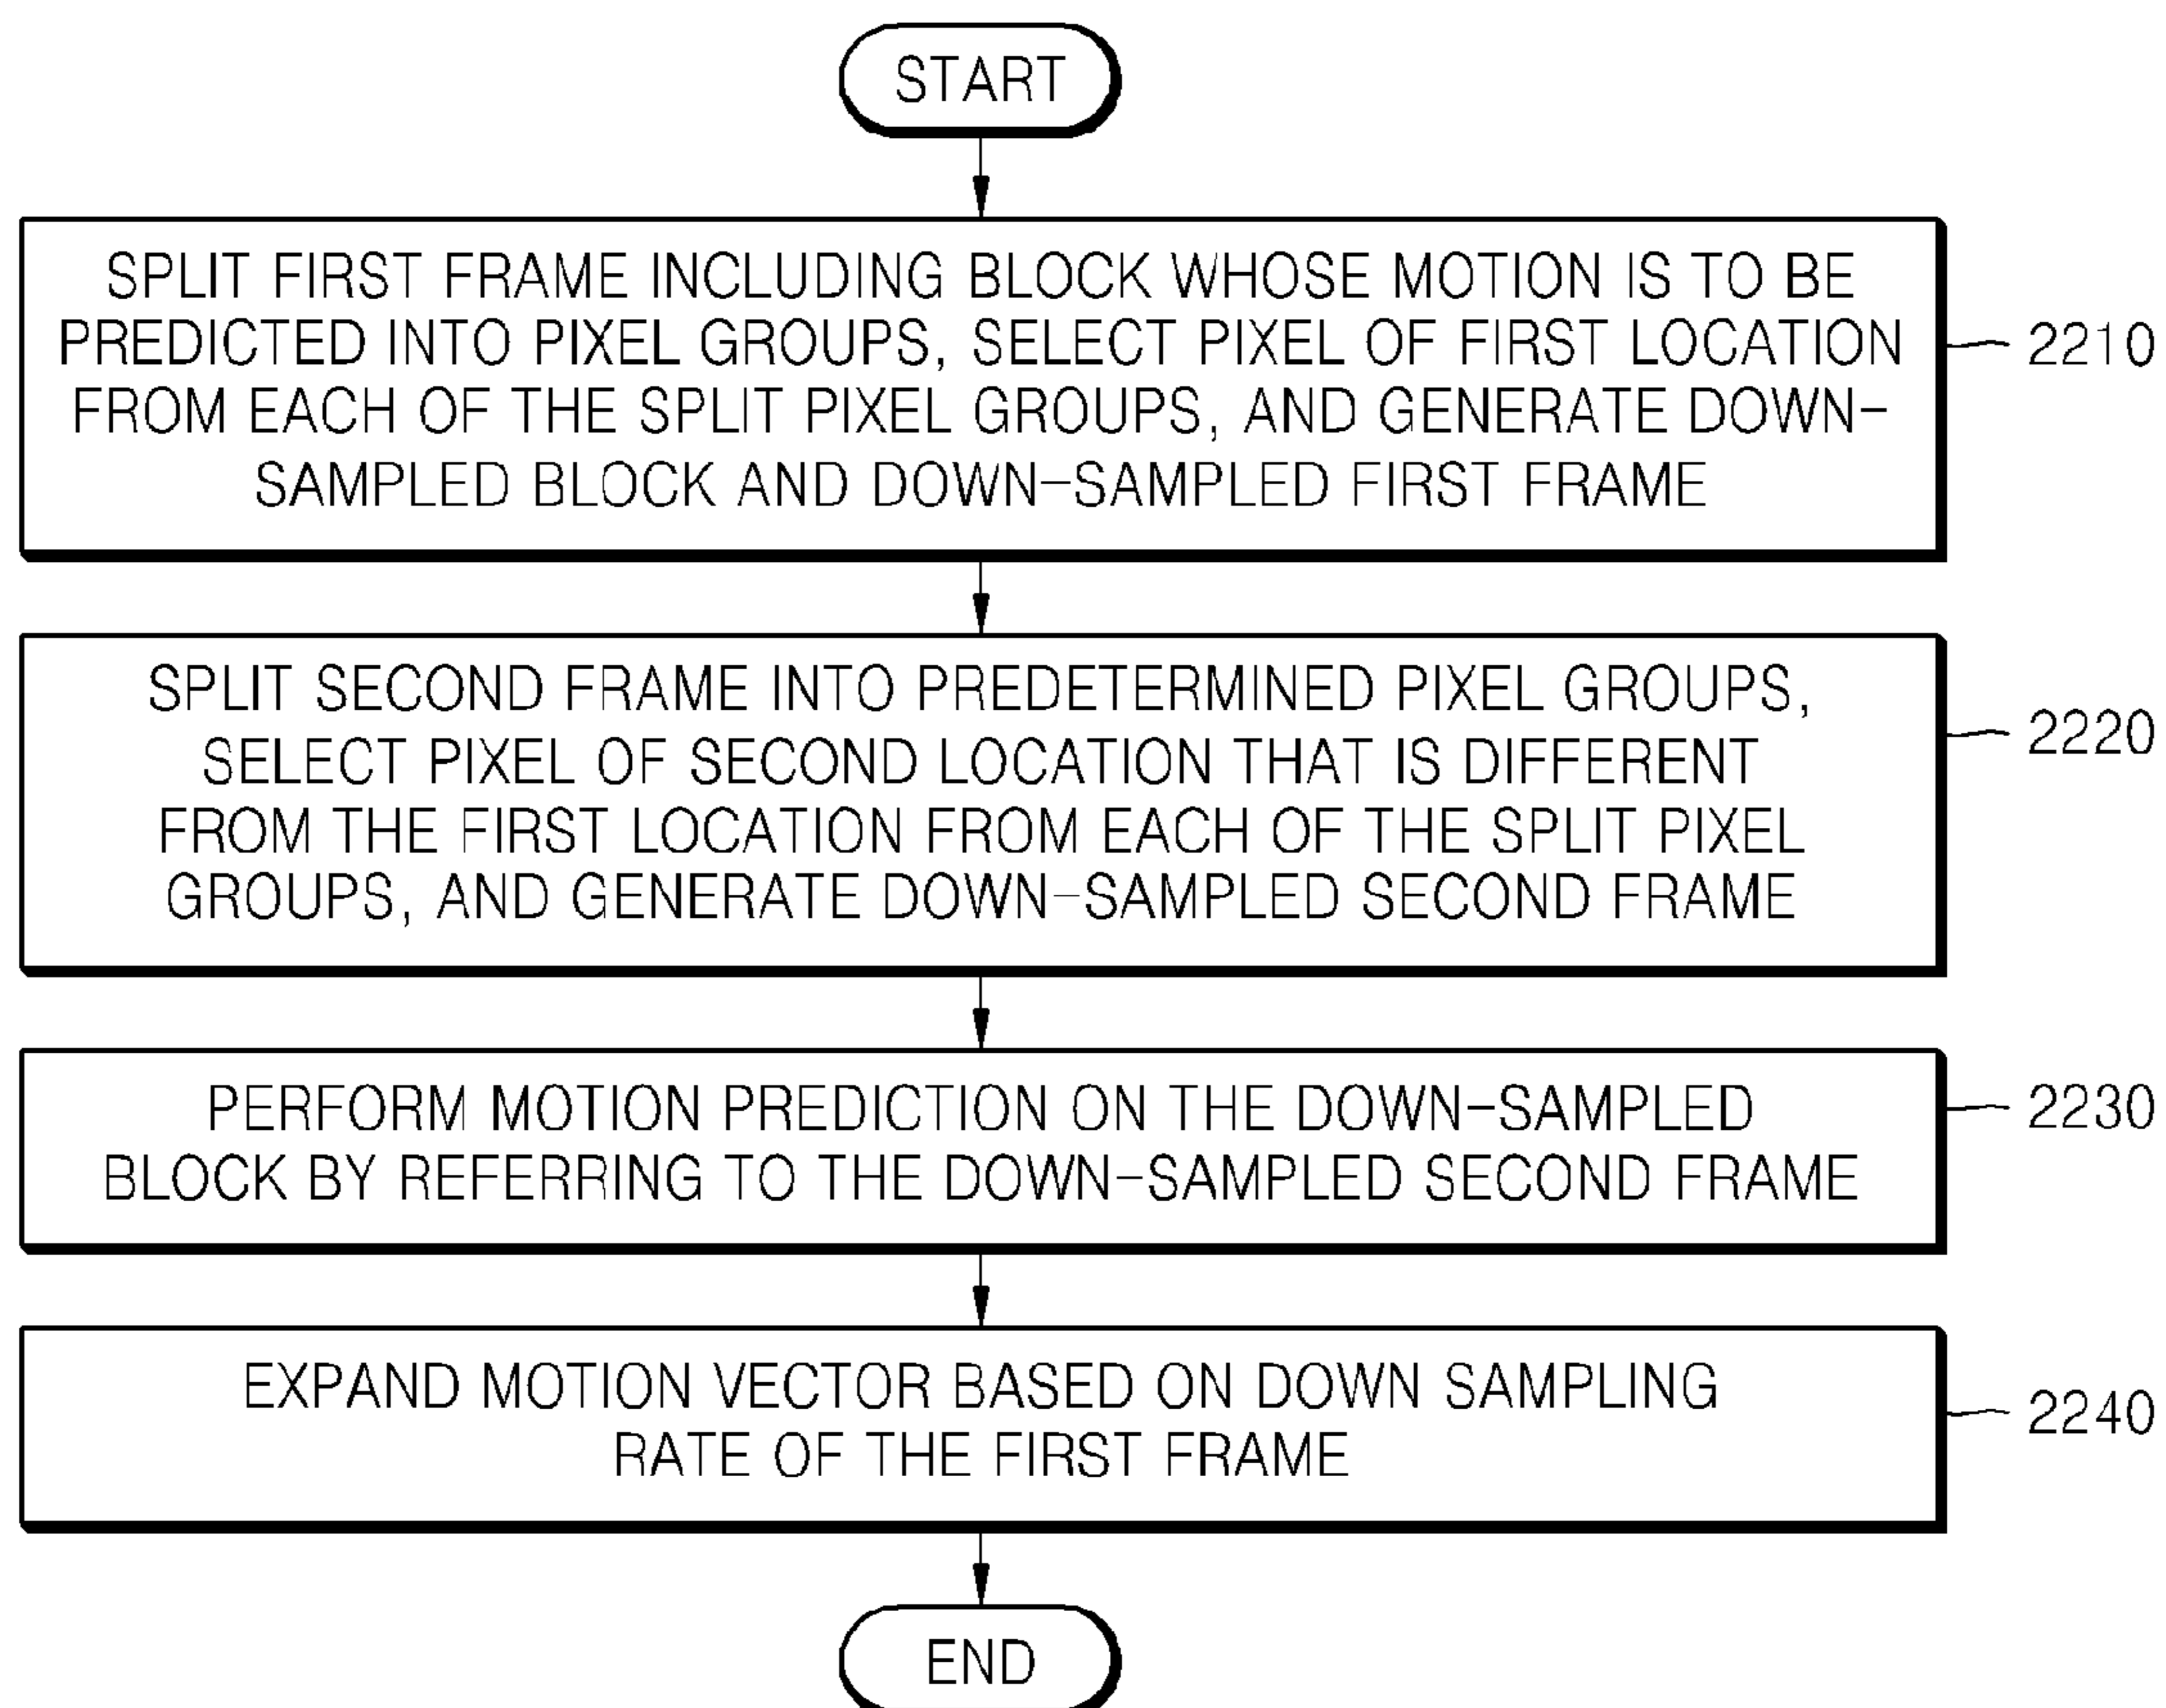 START
SPLIT FIRST FRAME INCLUDING BLOCK WHOSE MOTION IS TO BE
PREDICTED INTO PIXEL GROUPS, SELECT PIXEL OF FIRST LOCATION
FROM EACH OF THE SPLIT PIXEL GROUPS, AND GENERATE DOWN-
SAMPLED BLOCK AND DOWN-SAMPLED FIRST FRAME
2210
SPLIT SECOND FRAME INTO PREDETERMINED PIXEL GROUPS,
SELECT PIXEL OF SECOND LOCATION THAT IS DIFFERENT
FROM THE FIRST LOCATION FROM EACH OF THE SPLIT PIXEL
GROUPS, AND GENERATE DOWN-SAMPLED SECOND FRAME
2220
PERFORM MOTION PREDICTION ON THE DOWN-SAMPLED
BLOCK BY REFERRING TO THE DOWN-SAMPLED SECOND FRAME
2230
EXPAND MOTION VECTOR BASED ON DOWN SAMPLING
RATE OF THE FIRST FRAME
2240
END